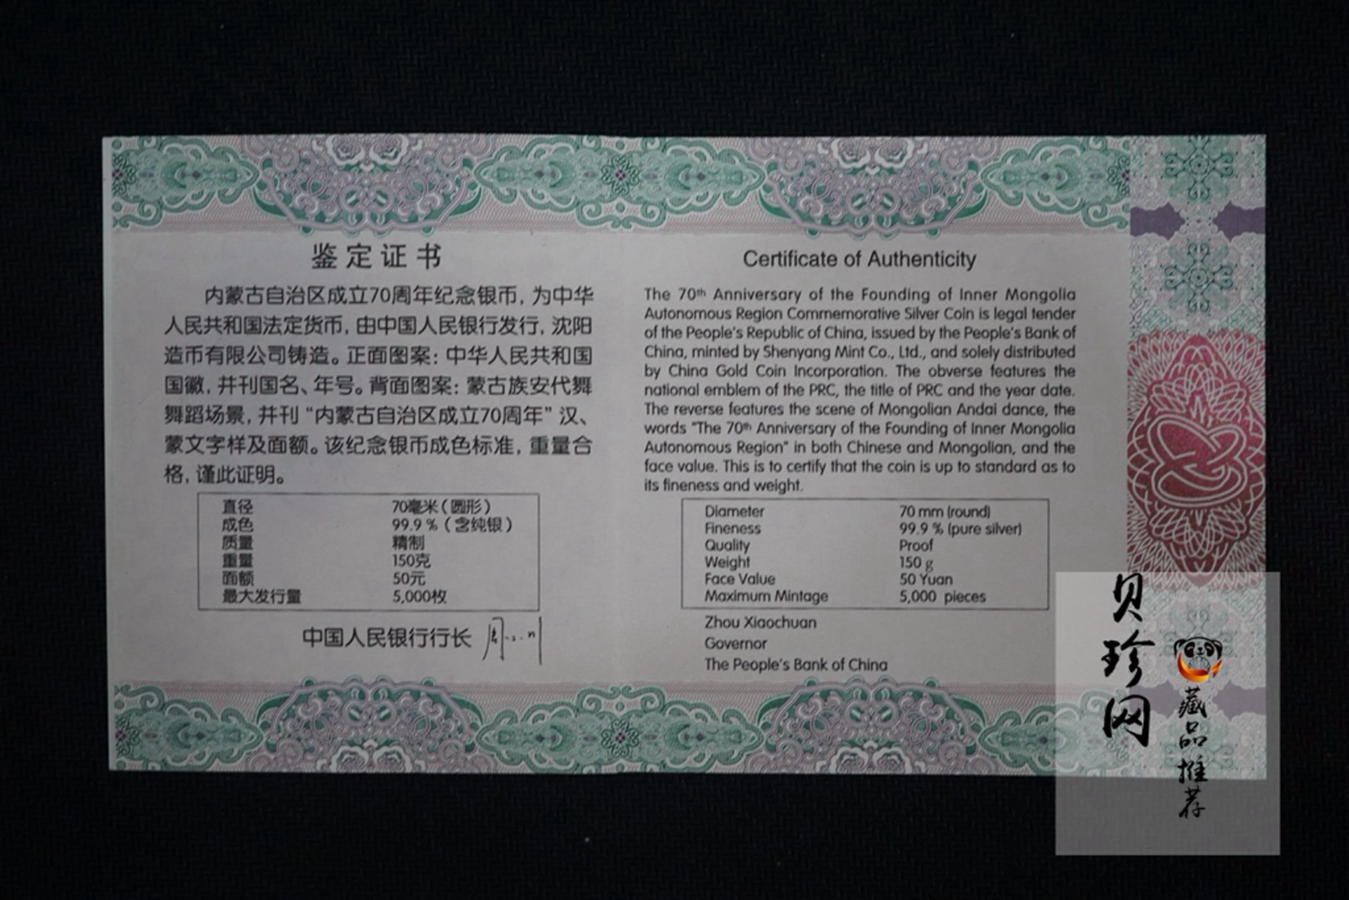 鉴定证书
内蒙古自治区成立70周年纪念银币，为中华
人民共和国法定货币，由中国人民银行发行，沈阳
造币有限公司铸造。正面图案：中华人民共和国
国徽，并刊国名、年号。背面图案：蒙古族安代舞
舞蹈场景，并刊“内蒙古自治区成立70周年”汉、
蒙文字样及面额。该纪念银币成色标准，重量合
格，谨此证明。
直径 70毫米（圆形）
成色 99.9％（含纯银）
质量 精制
重量 150克
面额 50元
最大发行量 5,000枚
中国人民银行行长
Certificate of Authenticity
The 70th Anniversary of the Founding of Inner Mongolia
Autonomous Region Commemorative Silver Coin is legal tender
of the People's Republic of China, issued by the People's Bank of
China, minted by Shenyang Mint Co., Ltd., and solely distributed
by China Gold Coin Incorporation. The obverse features the
national emblem of the PRC, the title of PRC and the year date.
The reverse features the scene of Mongolian Andai dance, the
words "The 70th Anniversary of the Founding of Inner Mongolia
Autonomous Region" in both Chinese and Mongolian, and the
face value. This is to certify that the coin is up to standard as to
its fineness and weight.
Diameter 70 mm (round)
Fineness 99.9 % (pure silver)
Quality Proof
Weight 150 g
Face Value 50 Yuan
Maximum Mintage 5,000 pieces
Zhou Xiaochuan
Governor
The People's Bank of China
贝珍网
藏品推荐